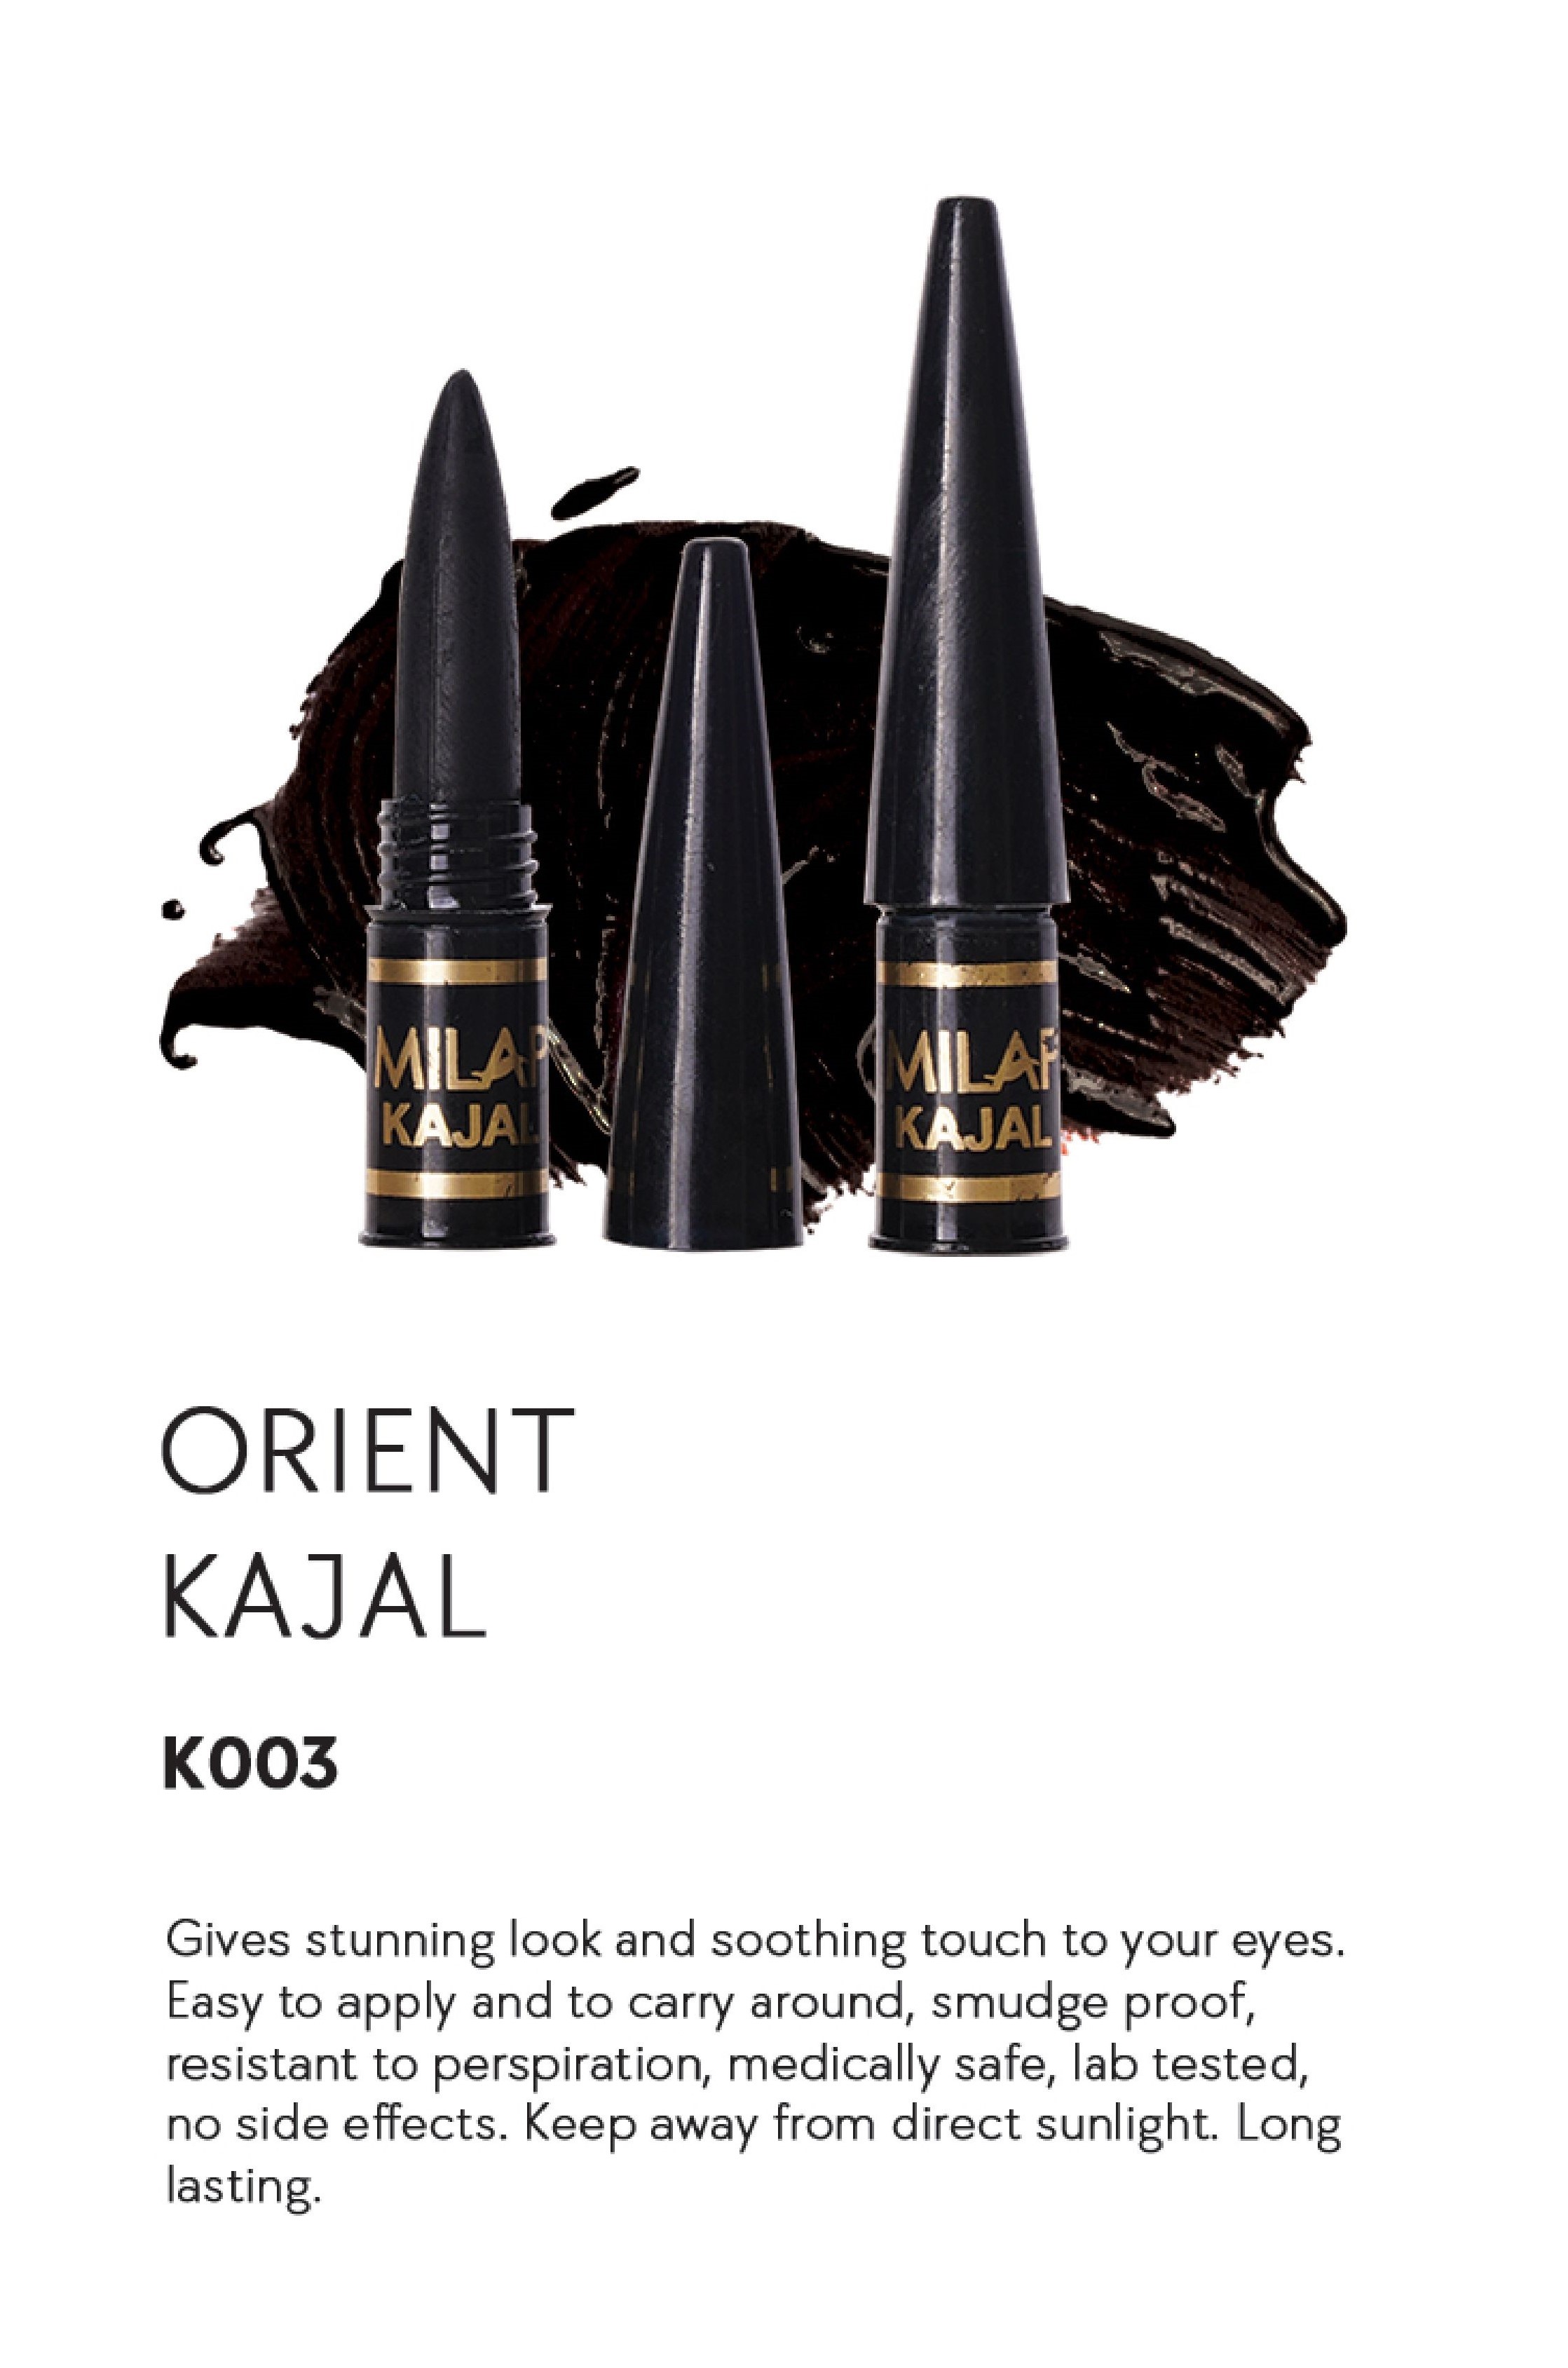 MILAP
KAJAL
MILAP
KAJAL
ORIENT
KAJAL
K003
Gives stunning look and soothing touch to your eyes.
Easy to apply and to carry around, smudge proof,
resistant to perspiration, medically safe, lab tested,
no side effects. Keep away from direct sunlight. Long
lasting.